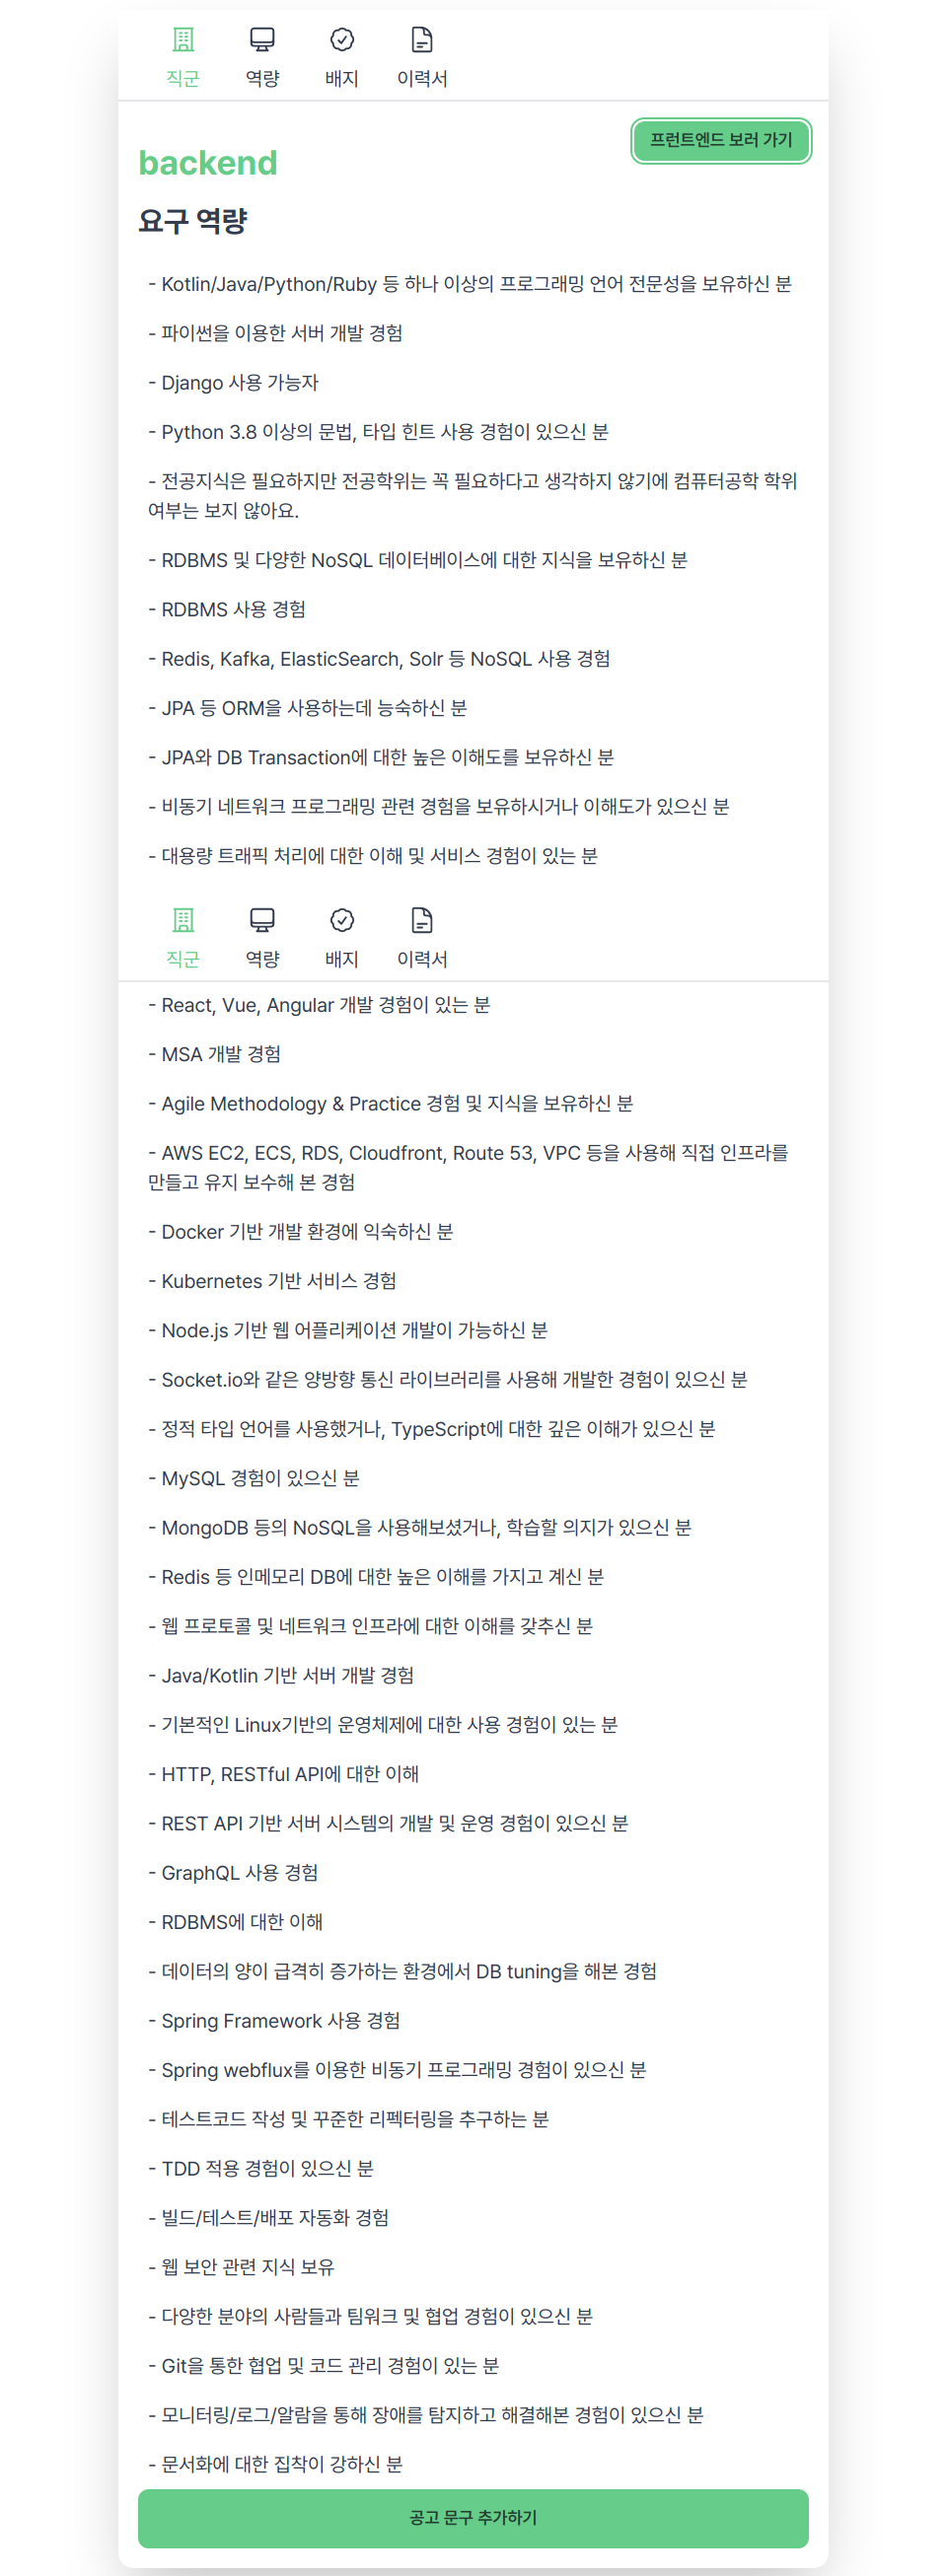 직군 역량 배지 이력서
프런트엔드 보러 가기
backend
요구 역량
- Kotlin/Java/Python/Ruby 등 하나 이상의 프로그래밍 언어 전문성을 보유하신 분
- 파이썬을 이용한 서버 개발 경험
- Django 사용 가능자
- Python 3.8 이상의 문법, 타입 힌트 사용 경험이 있으신 분
- 전공지식은 필요하지만 전공학위는 꼭 필요하다고 생각하지 않기에 컴퓨터공학 학위
여부는 보지 않아요.
- RDBMS 및 다양한 NoSQL 데이터베이스에 대한 지식을 보유하신 분
- RDBMS 사용 경험
- Redis, Kafka, ElasticSearch, Solr 등 NoSQL 사용 경험
- JPA 등 ORM을 사용하는데 능숙하신 분
- JPA와 DB Transaction에 대한 높은 이해도를 보유하신 분
- 비동기 네트워크 프로그래밍 관련 경험을 보유하시거나 이해도가 있으신 분
- 대용량 트래픽 처리에 대한 이해 및 서비스 경험이 있는 분
직군 역량 배지 이력서
- React, Vue, Angular 개발 경험이 있는 분
- MSA 개발 경험
- Agile Methodology & Practice 경험 및 지식을 보유하신 분
- AWS EC2, ECS, RDS, Cloudfront, Route 53, VPC 등을 사용해 직접 인프라를
만들고 유지 보수해 본 경험
- Docker 기반 개발 환경에 익숙하신 분
- Kubernetes 기반 서비스 경험
- Node.js 기반 웹 어플리케이션 개발이 가능하신 분
- Socket.io와 같은 양방향 통신 라이브러리를 사용해 개발한 경험이 있으신 분
- 정적 타입 언어를 사용했거나, TypeScript에 대한 깊은 이해가 있으신 분
- MySQL 경험이 있으신 분
- MongoDB 등의 NoSQL을 사용해보셨거나, 학습할 의지가 있으신 분
- Redis 등 인메모리 DB에 대한 높은 이해를 가지고 계신 분
- 웹 프로토콜 및 네트워크 인프라에 대한 이해를 갖추신 분
- Java/Kotlin 기반 서버 개발 경험
- 기본적인 Linux기반의 운영체제에 대한 사용 경험이 있는 분
- HTTP, RESTful API에 대한 이해
- REST API 기반 서버 시스템의 개발 및 운영 경험이 있으신 분
- GraphQL 사용 경험
- RDBMS에 대한 이해
- 데이터의 양이 급격히 증가하는 환경에서 DB tuning을 해본 경험
- Spring Framework 사용 경험
- Spring webflux를 이용한 비동기 프로그래밍 경험이 있으신 분
- 테스트코드 작성 및 꾸준한 리펙터링을 추구하는 분
- TDD 적용 경험이 있으신 분
- 빌드/테스트/배포 자동화 경험
- 웹 보안 관련 지식 보유
- 다양한 분야의 사람들과 팀워크 및 협업 경험이 있으신 분
- Git을 통한 협업 및 코드 관리 경험이 있는 분
- 모니터링/로그/알람을 통해 장애를 탐지하고 해결해본 경험이 있으신 분
- 문서화에 대한 집착이 강하신 분
공고 문구 추가하기